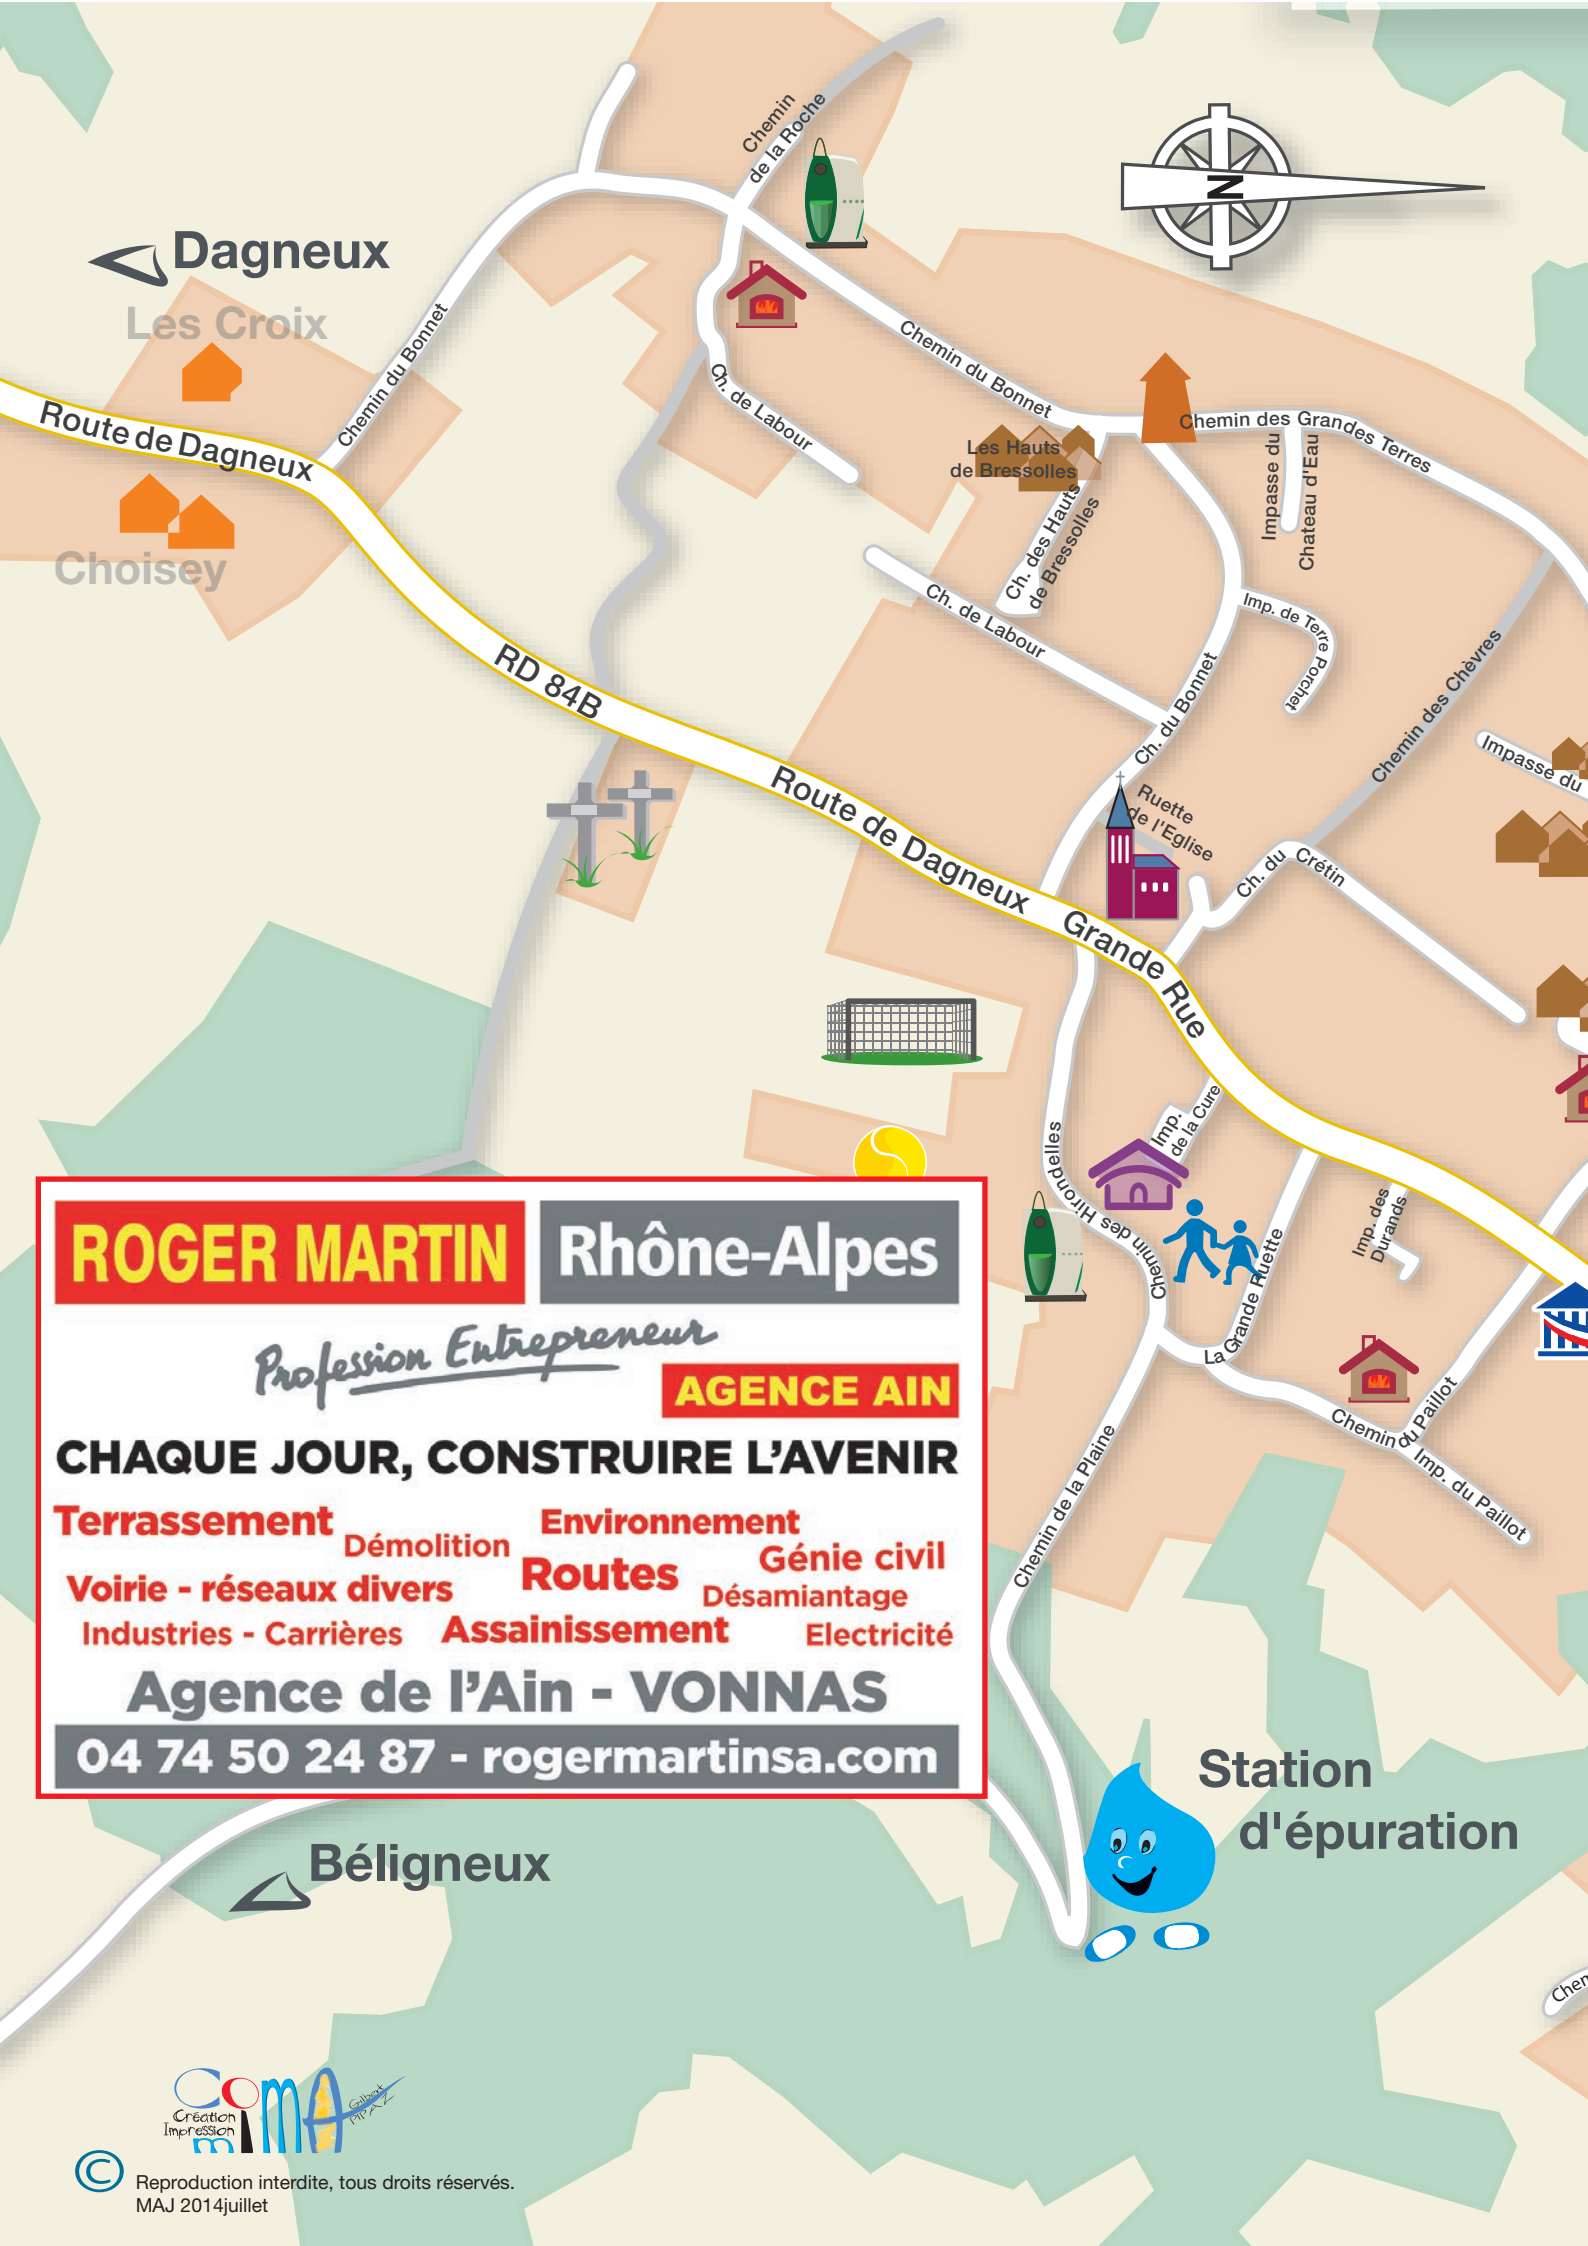 Chemin
de la Roche
N
Dagneux
Les Croix
Chemin du Bonnet
Route de Dagneux
Choisey
Ch. de Labour
Chemin du Bonnet
Les Hauts
de Bressolles
Ch. des Hauts
de Bressolles
Chemin des Grandes Terres
Impasse du
Chateau d'Eau
Ch. de Labour
Imp. de Terre Porchet
Ch. du Bonnet
Chemin des Chèvres
Impasse du
RD 84B
Route de Dagneux
Ruette
de l'Eglise
Ch. du Crétin
Grande Rue
Imp.
de la Cure
Chemin des Hirondelles
La Grande Ruette
Imp. des
Durands
Chemin du Paillot
Imp. du Paillot
Chemin de la Plaine
ROGER MARTIN
Rhône-Alpes
Profession Entrepreneur
AGENCE AIN
CHAQUE JOUR, CONSTRUIRE L'AVENIR
Terrassement
Démolition
Environnement
Génie civil
Voirie - réseaux divers
Routes
Désamiantage
Industries - Carrières
Assainissement
Electricité
Agence de l'Ain - VONNAS
04 74 50 24 87 - rogermartinsa.com
Station
d'épuration
Béligneux
Chem
Création
Impression
COMIMA
Gilbert
PIPAZ
© Reproduction interdite, tous droits réservés.
MAJ 2014juillet